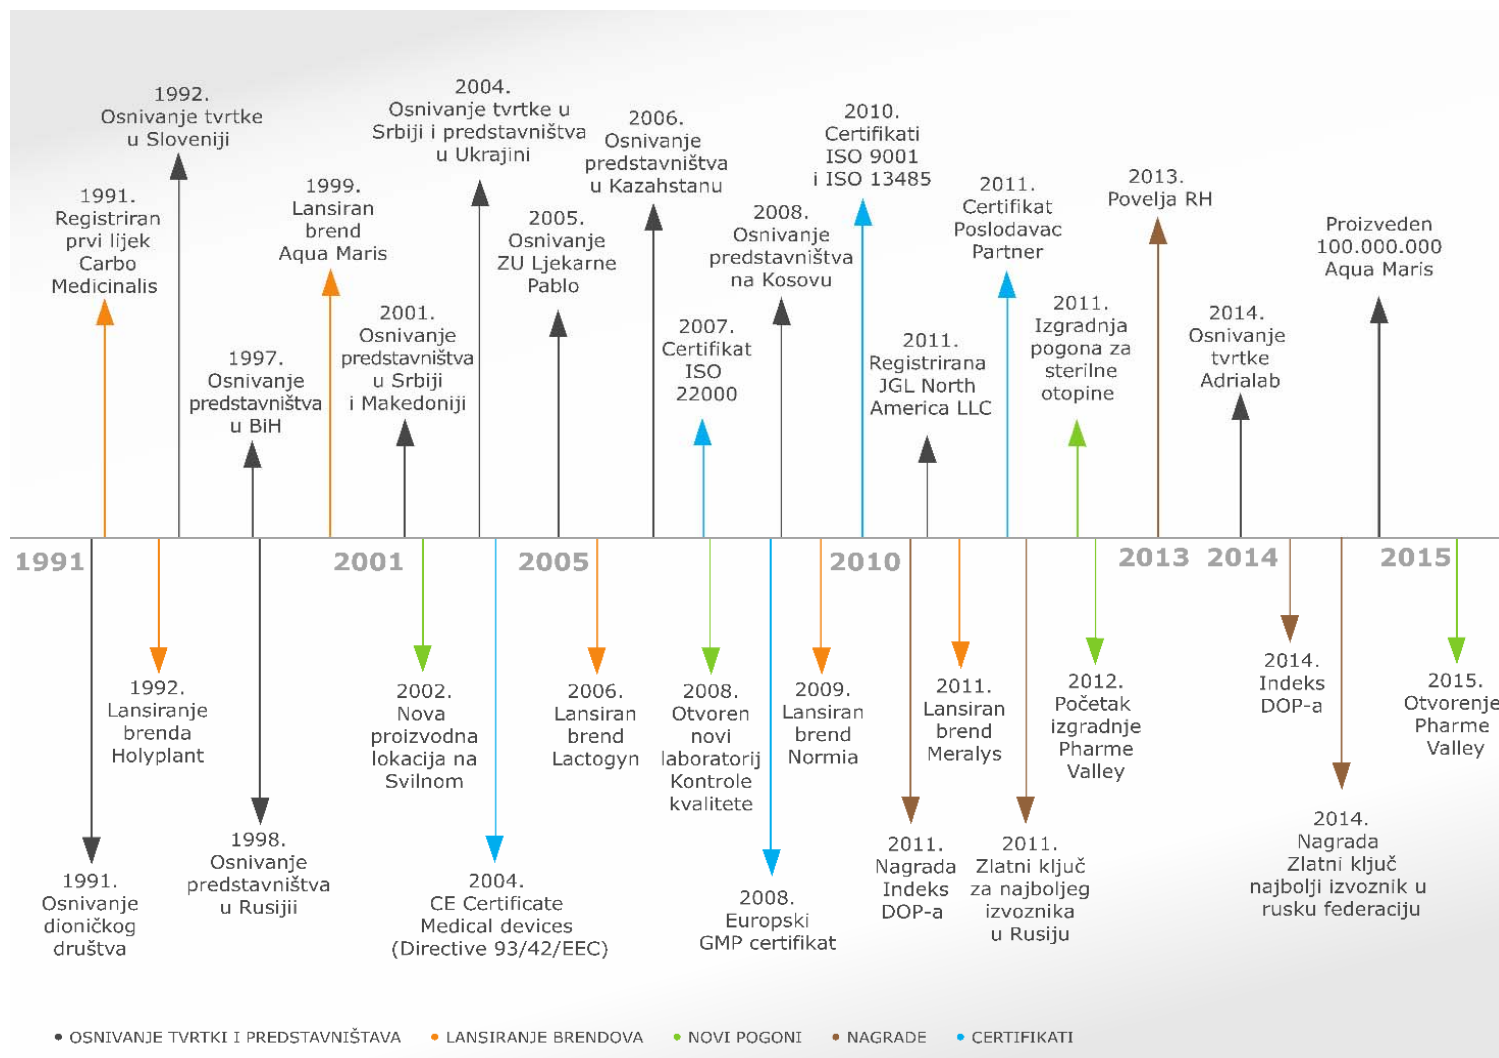 1991.
Registriran
prvi lijek
Carbo
Medicinalis
1992.
Osnivanje tvrtke
u Sloveniji
1997.
Osnivanje
predstavništva
u BiH
1999.
Lansiran
brend
Aqua Maris
2001.
Osnivanje
predstavništva
u Srbiji
i Makedoniji
2004.
Osnivanje tvrtke u
Srbiji i predstavništva
u Ukrajini
2005.
Osnivanje
ZU Ljekarne
Pablo
2006.
Osnivanje
predstavništva
u Kazahstanu
2007.
Certifikat
ISO
22000
2008.
Osnivanje
predstavništva
na Kosovu
2010.
Certifikati
ISO 9001
i ISO 13485
2011.
Registrirana
JGL North
America LLC
2011.
Certifikat
Poslodavac
Partner
2011.
Izgradnja
pogona za
sterilne
otopine
2013.
Povelja RH
2014.
Osnivanje
tvrtke
Adrialab
Proizveden
100.000.000
Aqua Maris
1991
2001
2005
2010
2013
2014
2015
1991.
Osnivanje
dioničkog
društva
1992.
Lansiranje
brenda
Holyplant
1998.
Osnivanje
predstavništva
u Rusijii
2002.
Nova
proizvodna
lokacija na
Svilnom
2004.
CE Certificate
Medical devices
(Directive 93/42/EEC)
2006.
Lansiran
brend
Lactogyn
2008.
Otvoren
novi
laboratorij
Kontrole
kvalitete
2008.
Europski
GMP certifikat
2009.
Lansiran
brend
Normia
2011.
Nagrada
Indeks
DOP-a
2011.
Lansiran
brend
Meralys
2011.
Zlatni ključ
za najboljeg
izvoznika
u Rusiju
2012.
Početak
izgradnje
Pharme
Valley
2014.
Indeks
DOP-a
2014.
Nagrada
Zlatni ključ
najbolji izvoznik u
rusku federaciju
2015.
Otvorenje
Pharme
Valley
• OSNIVANJE TVRTKI I PREDSTAVNIŠTAVA • LANSIRANJE BRENDOVA • NOVI POGONI • NAGRADE • CERTIFIKATI